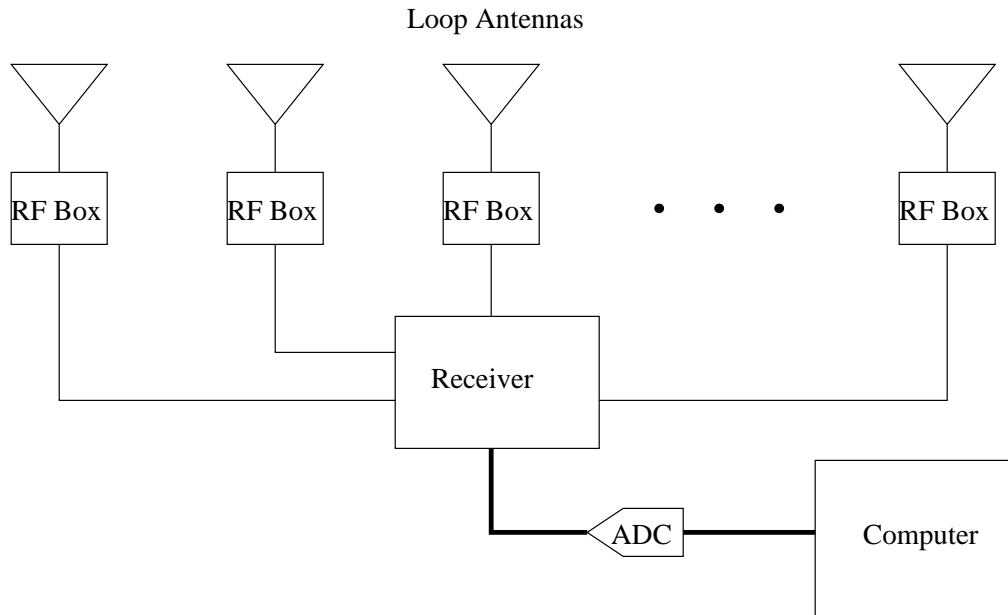 Loop Antennas
RF Box
RF Box
RF Box
RF Box
Receiver
ADC
Computer